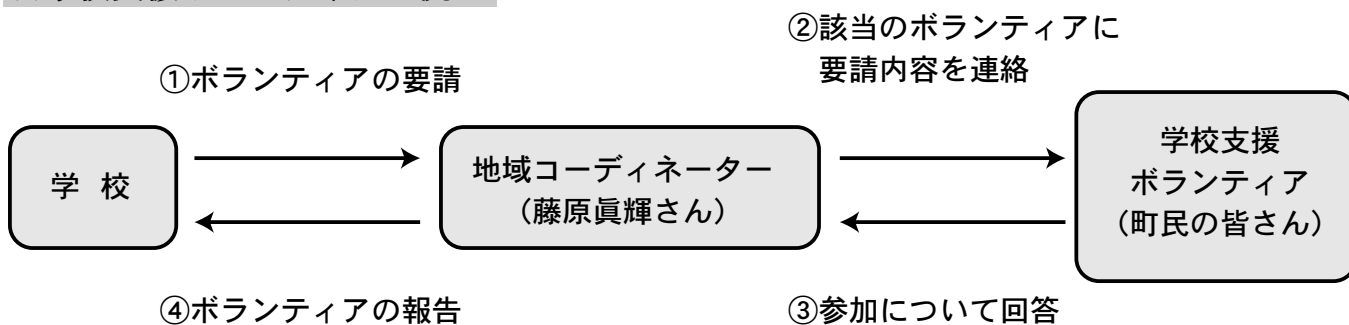 ②該当のボランティアに
要請内容を連絡
①ボランティアの要請
学校
地域コーディネーター
（藤原眞輝さん）
学校支援
ボランティア
（町民の皆さん）
④ボランティアの報告
③参加について回答